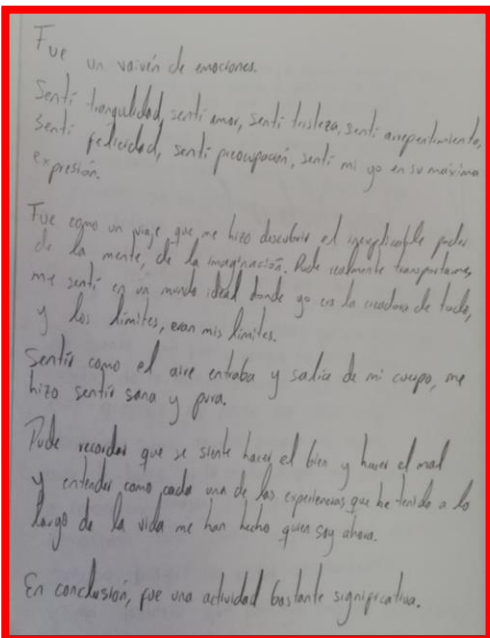 Fue un vaivén de emociones.
Sentí tranquilidad, sentí amor, sentí tristeza, sentí arrepentimiento,
sentí felicidad, sentí preocupación, sentí mi yo en su máxima
expresión.
Fue como un viaje que me hizo descubrir el inexplicable poder
de la mente, de la imaginación. Pude realmente transportarme,
me sentí en un mundo ideal donde yo era la creadora de todo,
y los límites, eran mis límites.
Sentir como el aire entraba y salía de mi cuerpo, me
hizo sentir sana y pura.
Pude recordar que se siente hacer el bien y hacer el mal
y entender como cada una de las experiencias que he tenido a lo
largo de la vida me han hecho quien soy ahora.
En conclusión, fue una actividad bastante significativa.